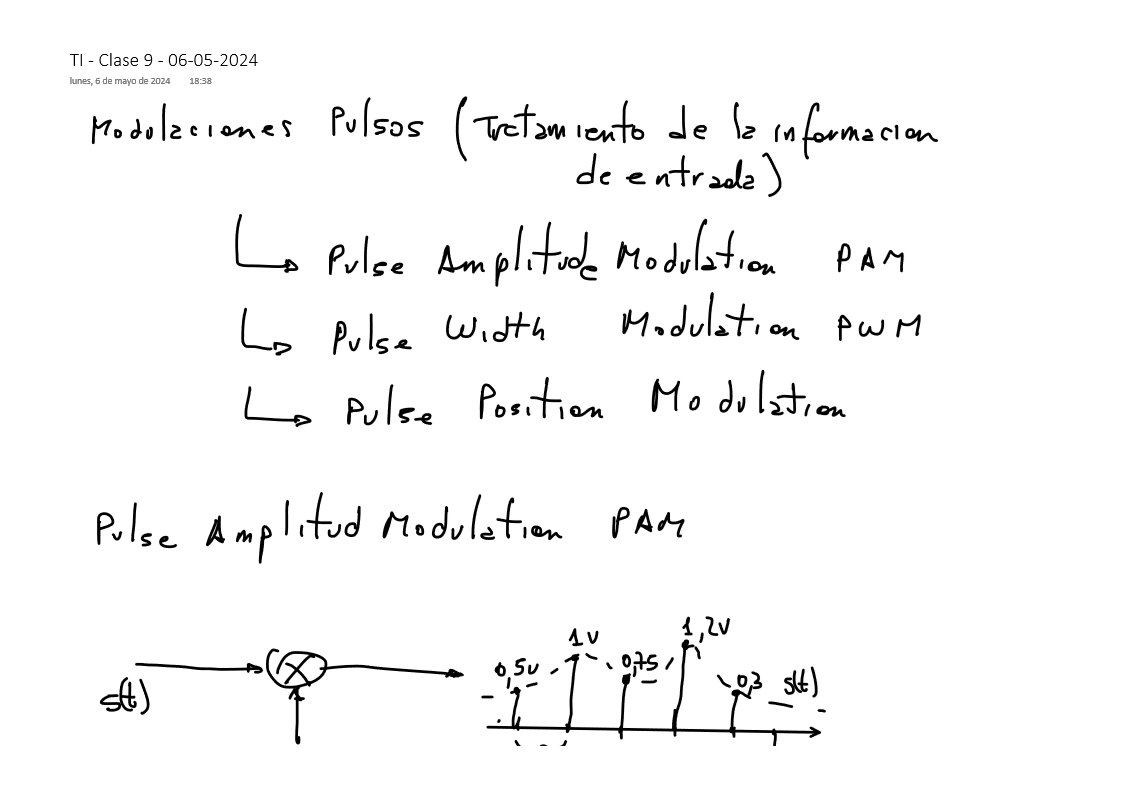 TI - Clase 9 - 06-05-2024
lunes, 6 de mayo de 2024 18:38
Modulaciones Pulsos (Tratamiento de la informacion
de entrada)
Pulse Amplitude Modulation PAM
Pulse Width Modulation PWM
Pulse Position Modulation
Pulse Amplitud Modulation PAM
1v 1,2v
0,5v 0,75 0,3 s(t)
s(t)